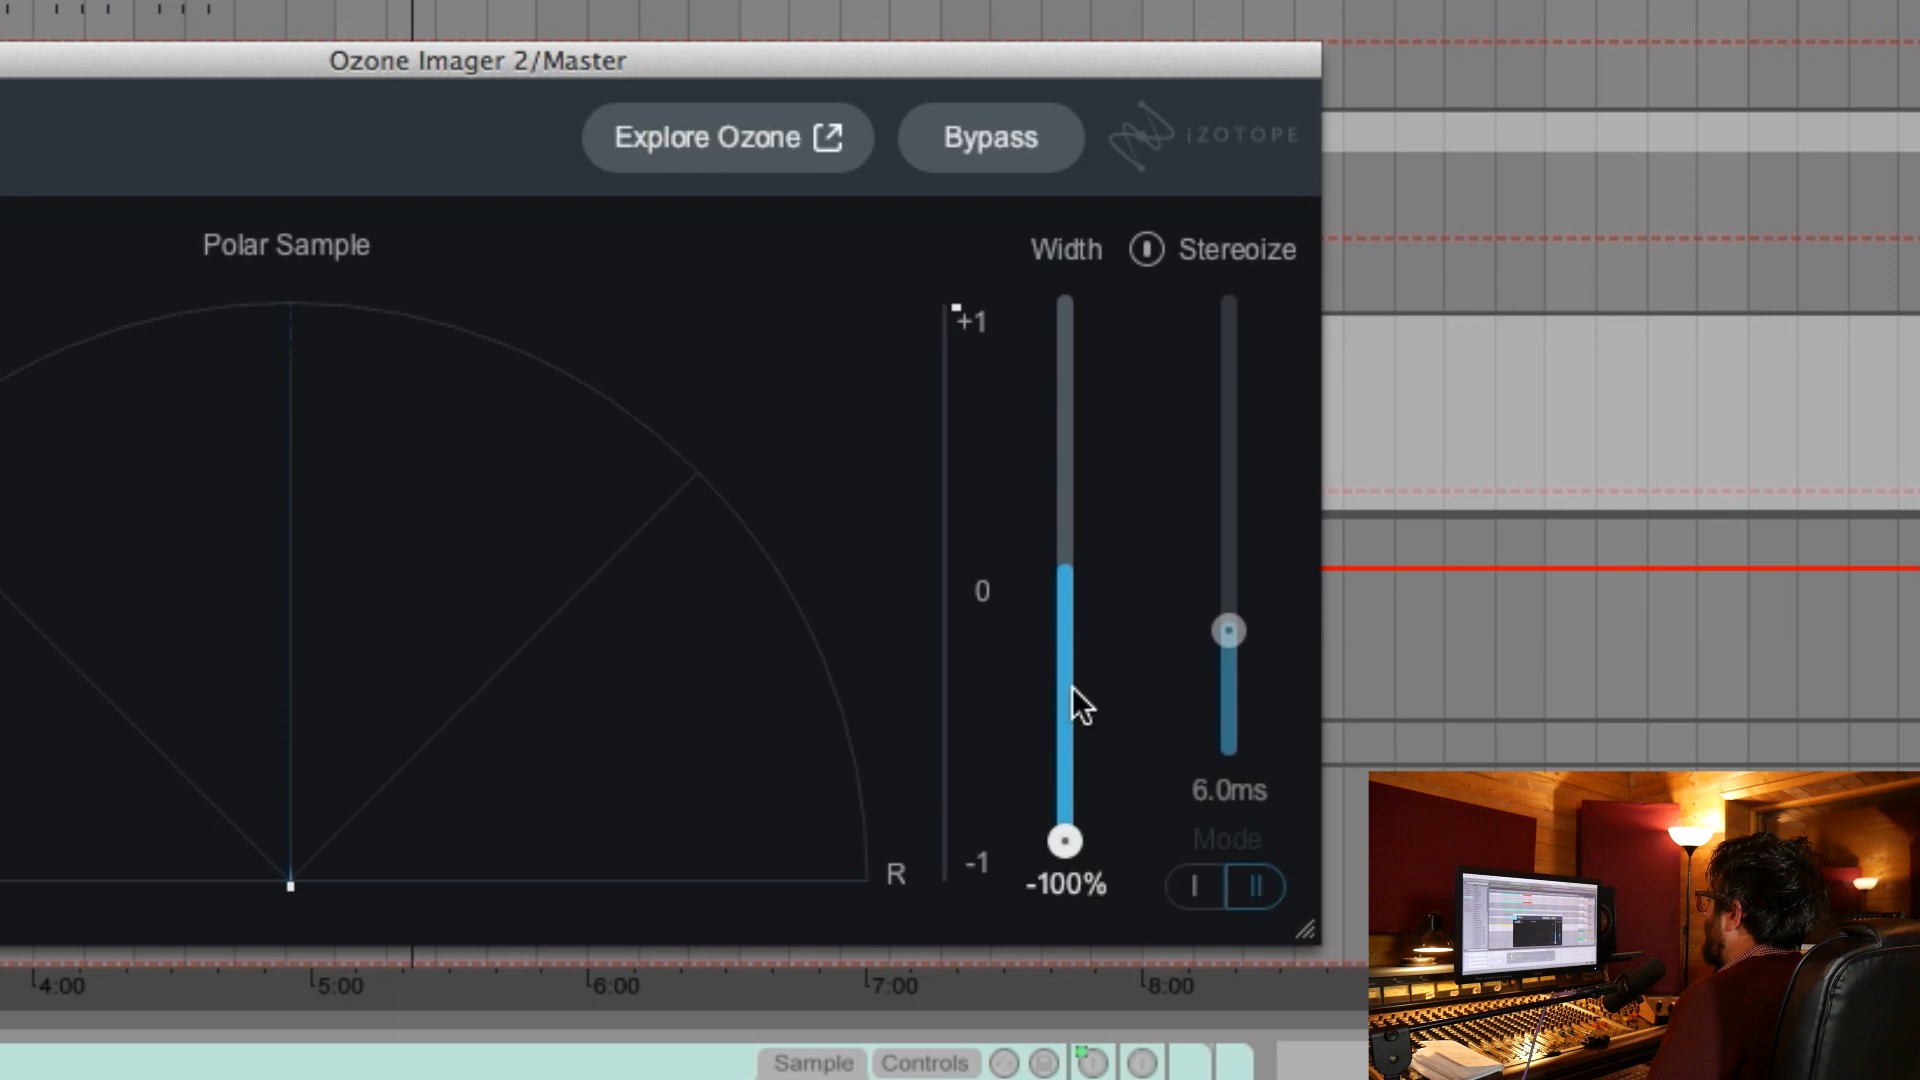 Ozone Imager 2/Master
Explore Ozone
Bypass
iZOTOPE
Polar Sample
Width
Stereoize
+1
0
-1
R
-100%
6.0ms
Mode
I
II
4:00
5:00
6:00
7:00
8:00
Sample
Controls